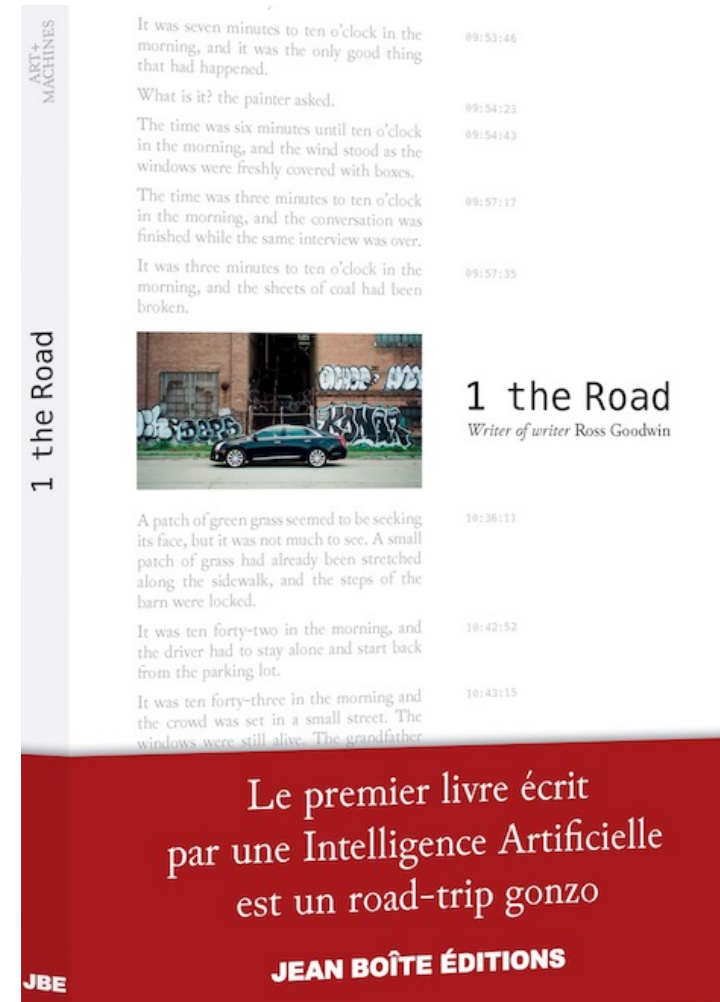 ART+
MACHINES
1 the Road
JBE
It was seven minutes to ten o'clock in the
morning, and it was the only good thing
that had happened.
09:53:46
What is it? the painter asked.
09:54:23
The time was six minutes until ten o'clock
in the morning, and the wind stood as the
windows were freshly covered with boxes.
09:54:43
The time was three minutes to ten o'clock
in the morning, and the conversation was
finished while the same interview was over.
09:57:17
It was three minutes to ten o'clock in the
morning, and the sheets of coal had been
broken.
09:57:35
1 the Road
Writer of writer Ross Goodwin
A patch of green grass seemed to be seeking
its face, but it was not much to see. A small
patch of grass had already been stretched
along the sidewalk, and the steps of the
barn were locked.
10:36:11
It was ten forty-two in the morning, and
the driver had to stay alone and start back
from the parking lot.
10:42:52
It was ten forty-three in the morning and
the crowd was set in a small street. The
windows were still alive. The grandfather
10:43:15
Le premier livre écrit
par une Intelligence Artificielle
est un road-trip gonzo
JEAN BOÎTE ÉDITIONS